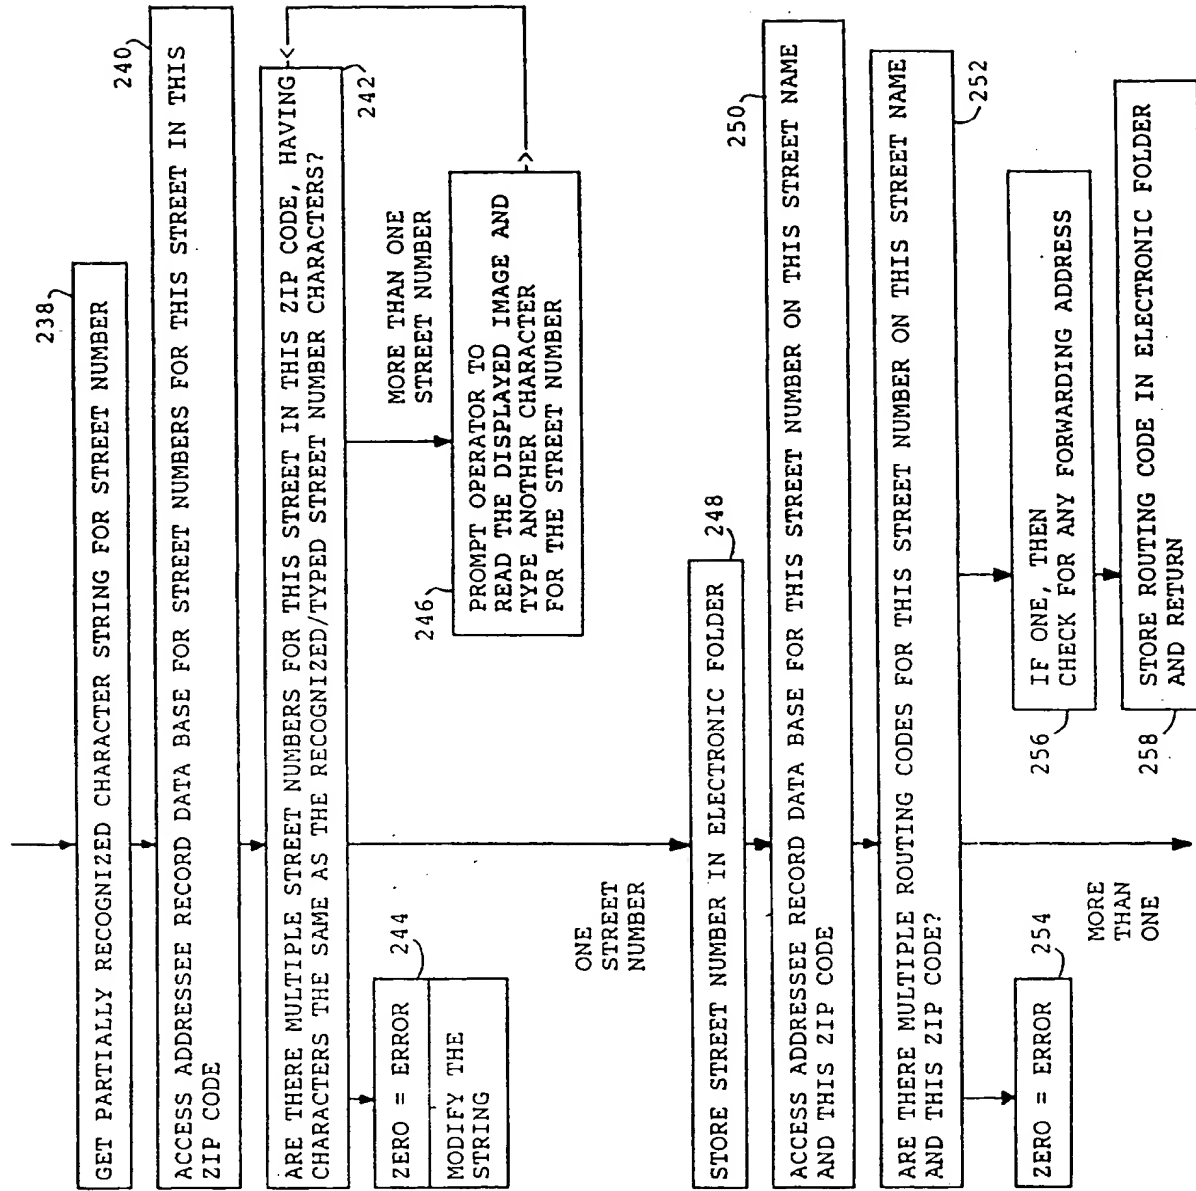 238
GET PARTIALLY RECOGNIZED CHARACTER STRING FOR STREET NUMBER
240
ACCESS ADDRESSEE RECORD DATA BASE FOR STREET NUMBERS FOR THIS STREET IN THIS
ZIP CODE
ARE THERE MULTIPLE STREET NUMBERS FOR THIS STREET IN THIS ZIP CODE, HAVING
CHARACTERS THE SAME AS THE RECOGNIZED/TYPED STREET NUMBER CHARACTERS?
242
244
ZERO = ERROR
MODIFY THE
STRING
MORE THAN ONE
STREET NUMBER
246
PROMPT OPERATOR TO
READ THE DISPLAYED IMAGE AND
TYPE ANOTHER CHARACTER
FOR THE STREET NUMBER
ONE
STREET
NUMBER
STORE STREET NUMBER IN ELECTRONIC FOLDER
248
250
ACCESS ADDRESSEE RECORD DATA BASE FOR THIS STREET NUMBER ON THIS STREET NAME
AND THIS ZIP CODE
ARE THERE MULTIPLE ROUTING CODES FOR THIS STREET NUMBER ON THIS STREET NAME
AND THIS ZIP CODE?
252
254
ZERO = ERROR
MORE
THAN
ONE
IF ONE, THEN
CHECK FOR ANY FORWARDING ADDRESS
256
STORE ROUTING CODE IN ELECTRONIC FOLDER
AND RETURN
258